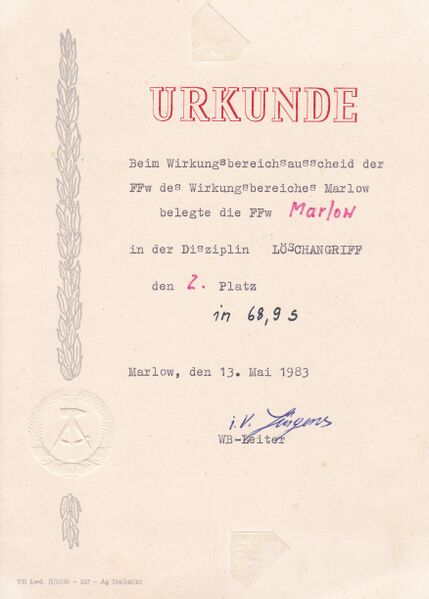 URKUNDE
Beim Wirkungsbereichsausscheid der
FFw des Wirkungsbereiches Marlow
belegte die FFw Marlow
in der Disziplin LÖSCHANGRIFF
den 2. Platz
in 68,9 s
Marlow, den 13. Mai 1983
i.V. Jürgens
WB-Leiter